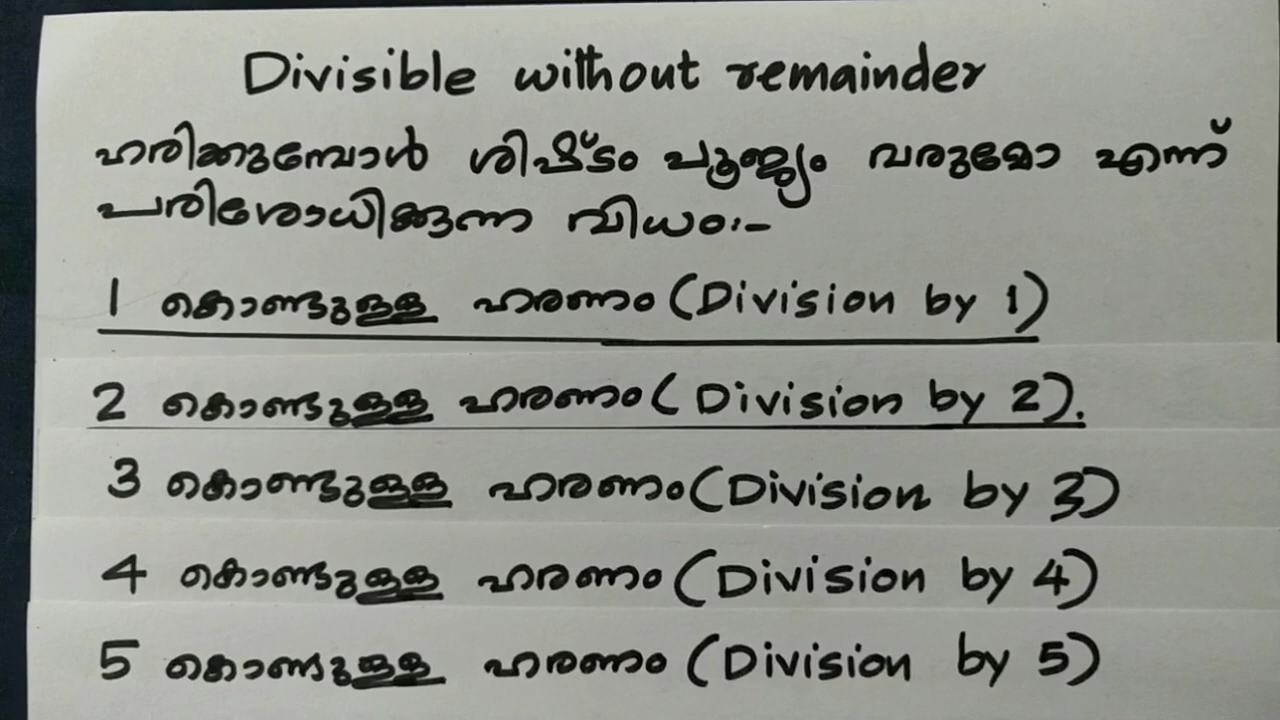 Divisible without remainder
ഹരിക്കുമ്പോൾ ശിഷ്ടം പൂജ്യം വരുമോ എന്ന്
പരിശോധിക്കുന്ന വിധം:-
1 കൊണ്ടുള്ള ഹരണം (Division by 1)
2 കൊണ്ടുള്ള ഹരണം (Division by 2).
3 കൊണ്ടുള്ള ഹരണം (Division by 3)
4 കൊണ്ടുള്ള ഹരണം (Division by 4)
5 കൊണ്ടുള്ള ഹരണം (Division by 5)